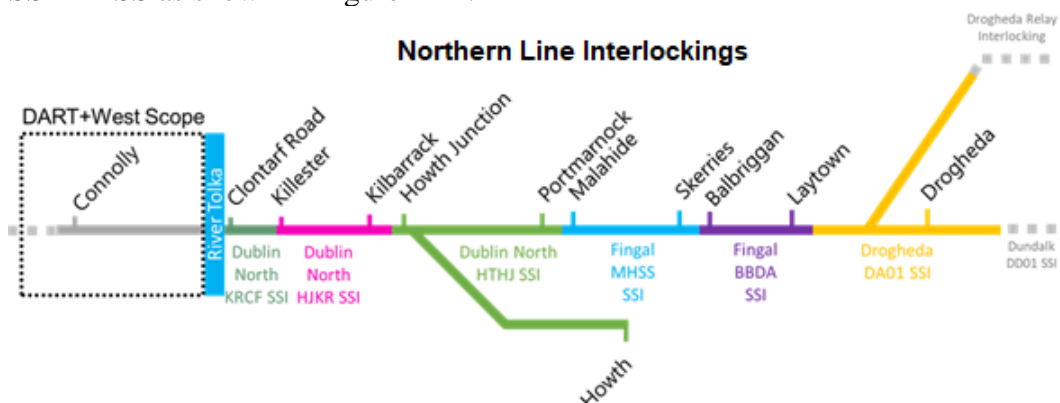 Drogheda Relay
Interlocking
Northern Line Interlockings
DART+West Scope
Connolly
River Tolka
Clontarf Road
Killester
Kilbarrack
Howth Junction
Portmarnock
Malahide
Skerries
Balbriggan
Laytown
Drogheda
Dublin
North
KRCF SSI
Dublin
North
HJKR SSI
Dublin North
HTHJ SSI
Fingal
MHSS
SSI
Fingal
BBDA
SSI
Drogheda
DA01 SSI
Dundalk
DD01 SSI
Howth